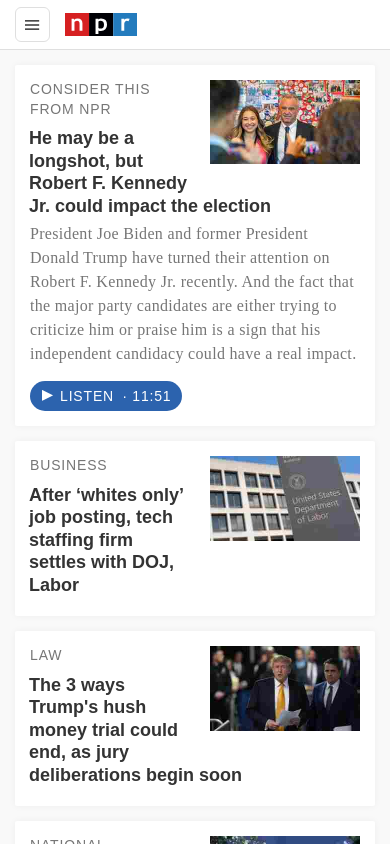 npr
CONSIDER THIS
FROM NPR
He may be a
longshot, but
Robert F. Kennedy
Jr. could impact the election
President Joe Biden and former President
Donald Trump have turned their attention on
Robert F. Kennedy Jr. recently. And the fact that
the major party candidates are either trying to
criticize him or praise him is a sign that his
independent candidacy could have a real impact.
LISTEN · 11:51
BUSINESS
After ‘whites only’
job posting, tech
staffing firm
settles with DOJ,
Labor
United States
Department
of Labor
LAW
The 3 ways
Trump's hush
money trial could
end, as jury
deliberations begin soon
NATIONAL